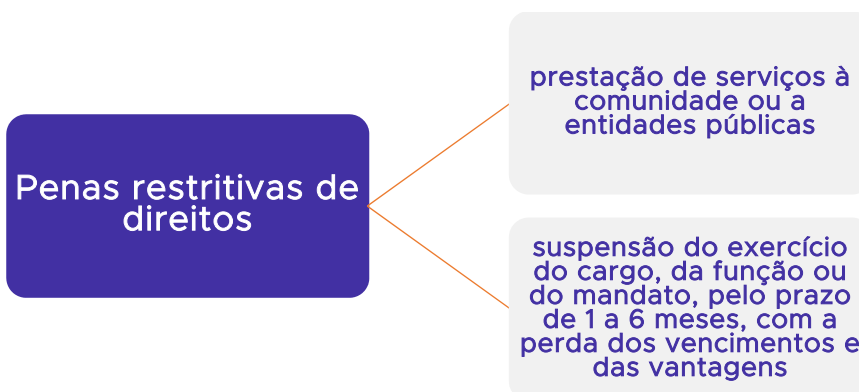 Penas restritivas de
direitos
prestação de serviços à
comunidade ou a
entidades públicas
suspensão do exercício
do cargo, da função ou
do mandato, pelo prazo
de 1 a 6 meses, com a
perda dos vencimentos e
das vantagens